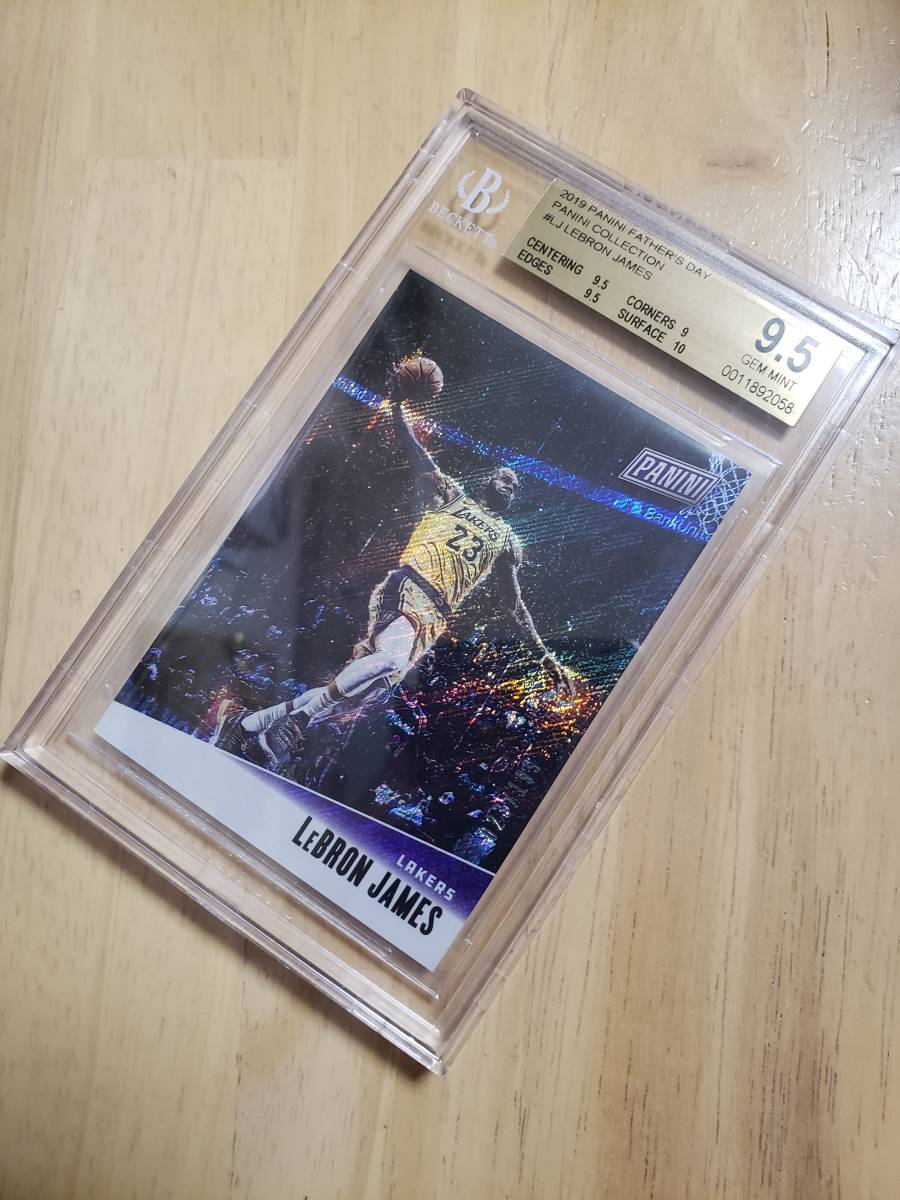 B
BECKETT
2019 PANINI FATHER'S DAY
PANINI COLLECTION
#LJ LEBRON JAMES
CENTERING 9.5 CORNERS 9
EDGES 9.5 SURFACE 10
9.5
GEM MINT
0011892058
PANINI
BankUnite
LAKERS
23
LAKERS
LEBRON JAMES